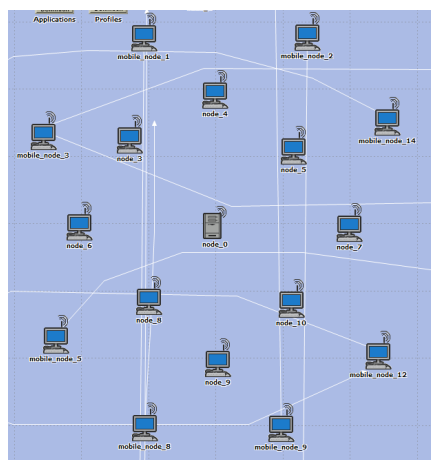 Applications
Profiles
mobile_node_1
mobile_node_2
node_4
mobile_node_3
node_3
mobile_node_14
node_5
node_6
node_0
node_7
node_8
node_10
mobile_node_5
node_9
mobile_node_12
mobile_node_8
mobile_node_9